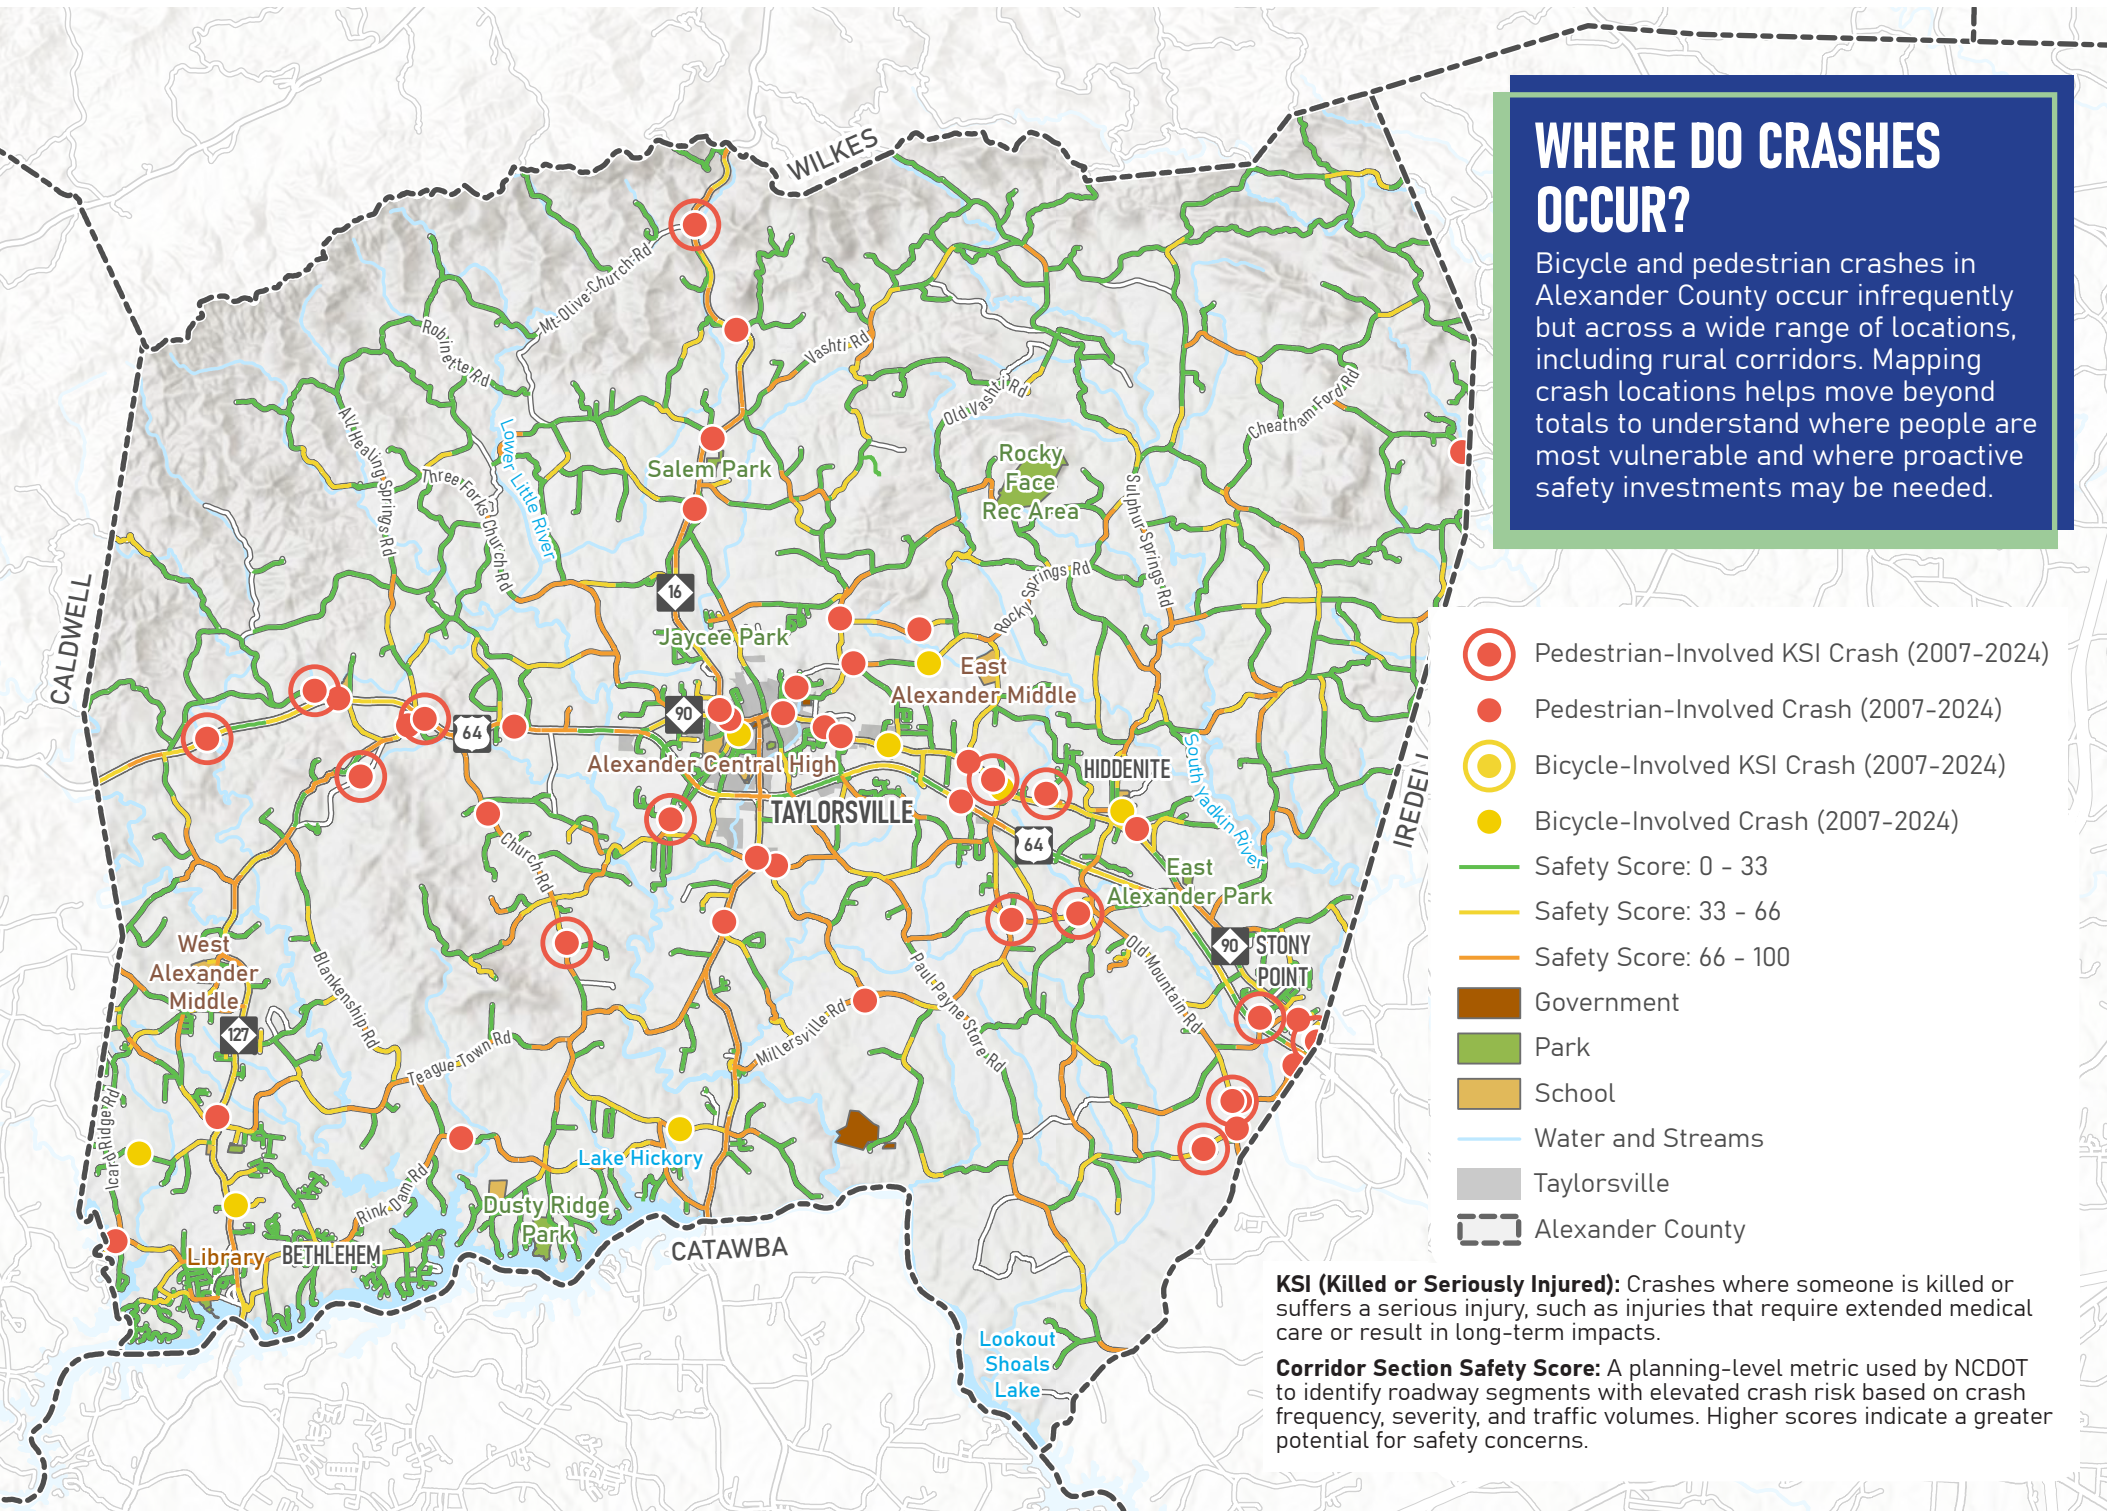 WHERE DO CRASHES
OCCUR?
Bicycle and pedestrian crashes in
Alexander County occur infrequently
but across a wide range of locations,
including rural corridors. Mapping
crash locations helps move beyond
totals to understand where people are
most vulnerable and where proactive
safety investments may be needed.
WILKES
CALDWELL
IREDELL
CATAWBA
Mt Olive Church Rd
Robinette Rd
Vashti Rd
Old Vashti Rd
Cheatham Ford Rd
All Healing Springs Rd
Three Forks Church Rd
Lower Little River
Salem Park
Rocky
Face
Rec Area
Sulphur Springs Rd
Rocky Springs Rd
16
Jaycee Park
East
Alexander Middle
90
64
Alexander Central High
HIDDENITE
South Yadkin River
TAYLORSVILLE
64
Church Rd
East
Alexander Park
West
Alexander
Middle
90
STONY
POINT
Old Mountain Rd
Blankenship Rd
Paul Payne Store Rd
127
Millersville Rd
Teague Town Rd
Icard Ridge Rd
Rink Dam Rd
Lake Hickory
Dusty Ridge
Park
Library
BETHLEHEM
Lookout
Shoals
Lake
Pedestrian-Involved KSI Crash (2007-2024)
Pedestrian-Involved Crash (2007-2024)
Bicycle-Involved KSI Crash (2007-2024)
Bicycle-Involved Crash (2007-2024)
Safety Score: 0 - 33
Safety Score: 33 - 66
Safety Score: 66 - 100
Government
Park
School
Water and Streams
Taylorsville
Alexander County
KSI (Killed or Seriously Injured): Crashes where someone is killed or
suffers a serious injury, such as injuries that require extended medical
care or result in long-term impacts.
Corridor Section Safety Score: A planning-level metric used by NCDOT
to identify roadway segments with elevated crash risk based on crash
frequency, severity, and traffic volumes. Higher scores indicate a greater
potential for safety concerns.